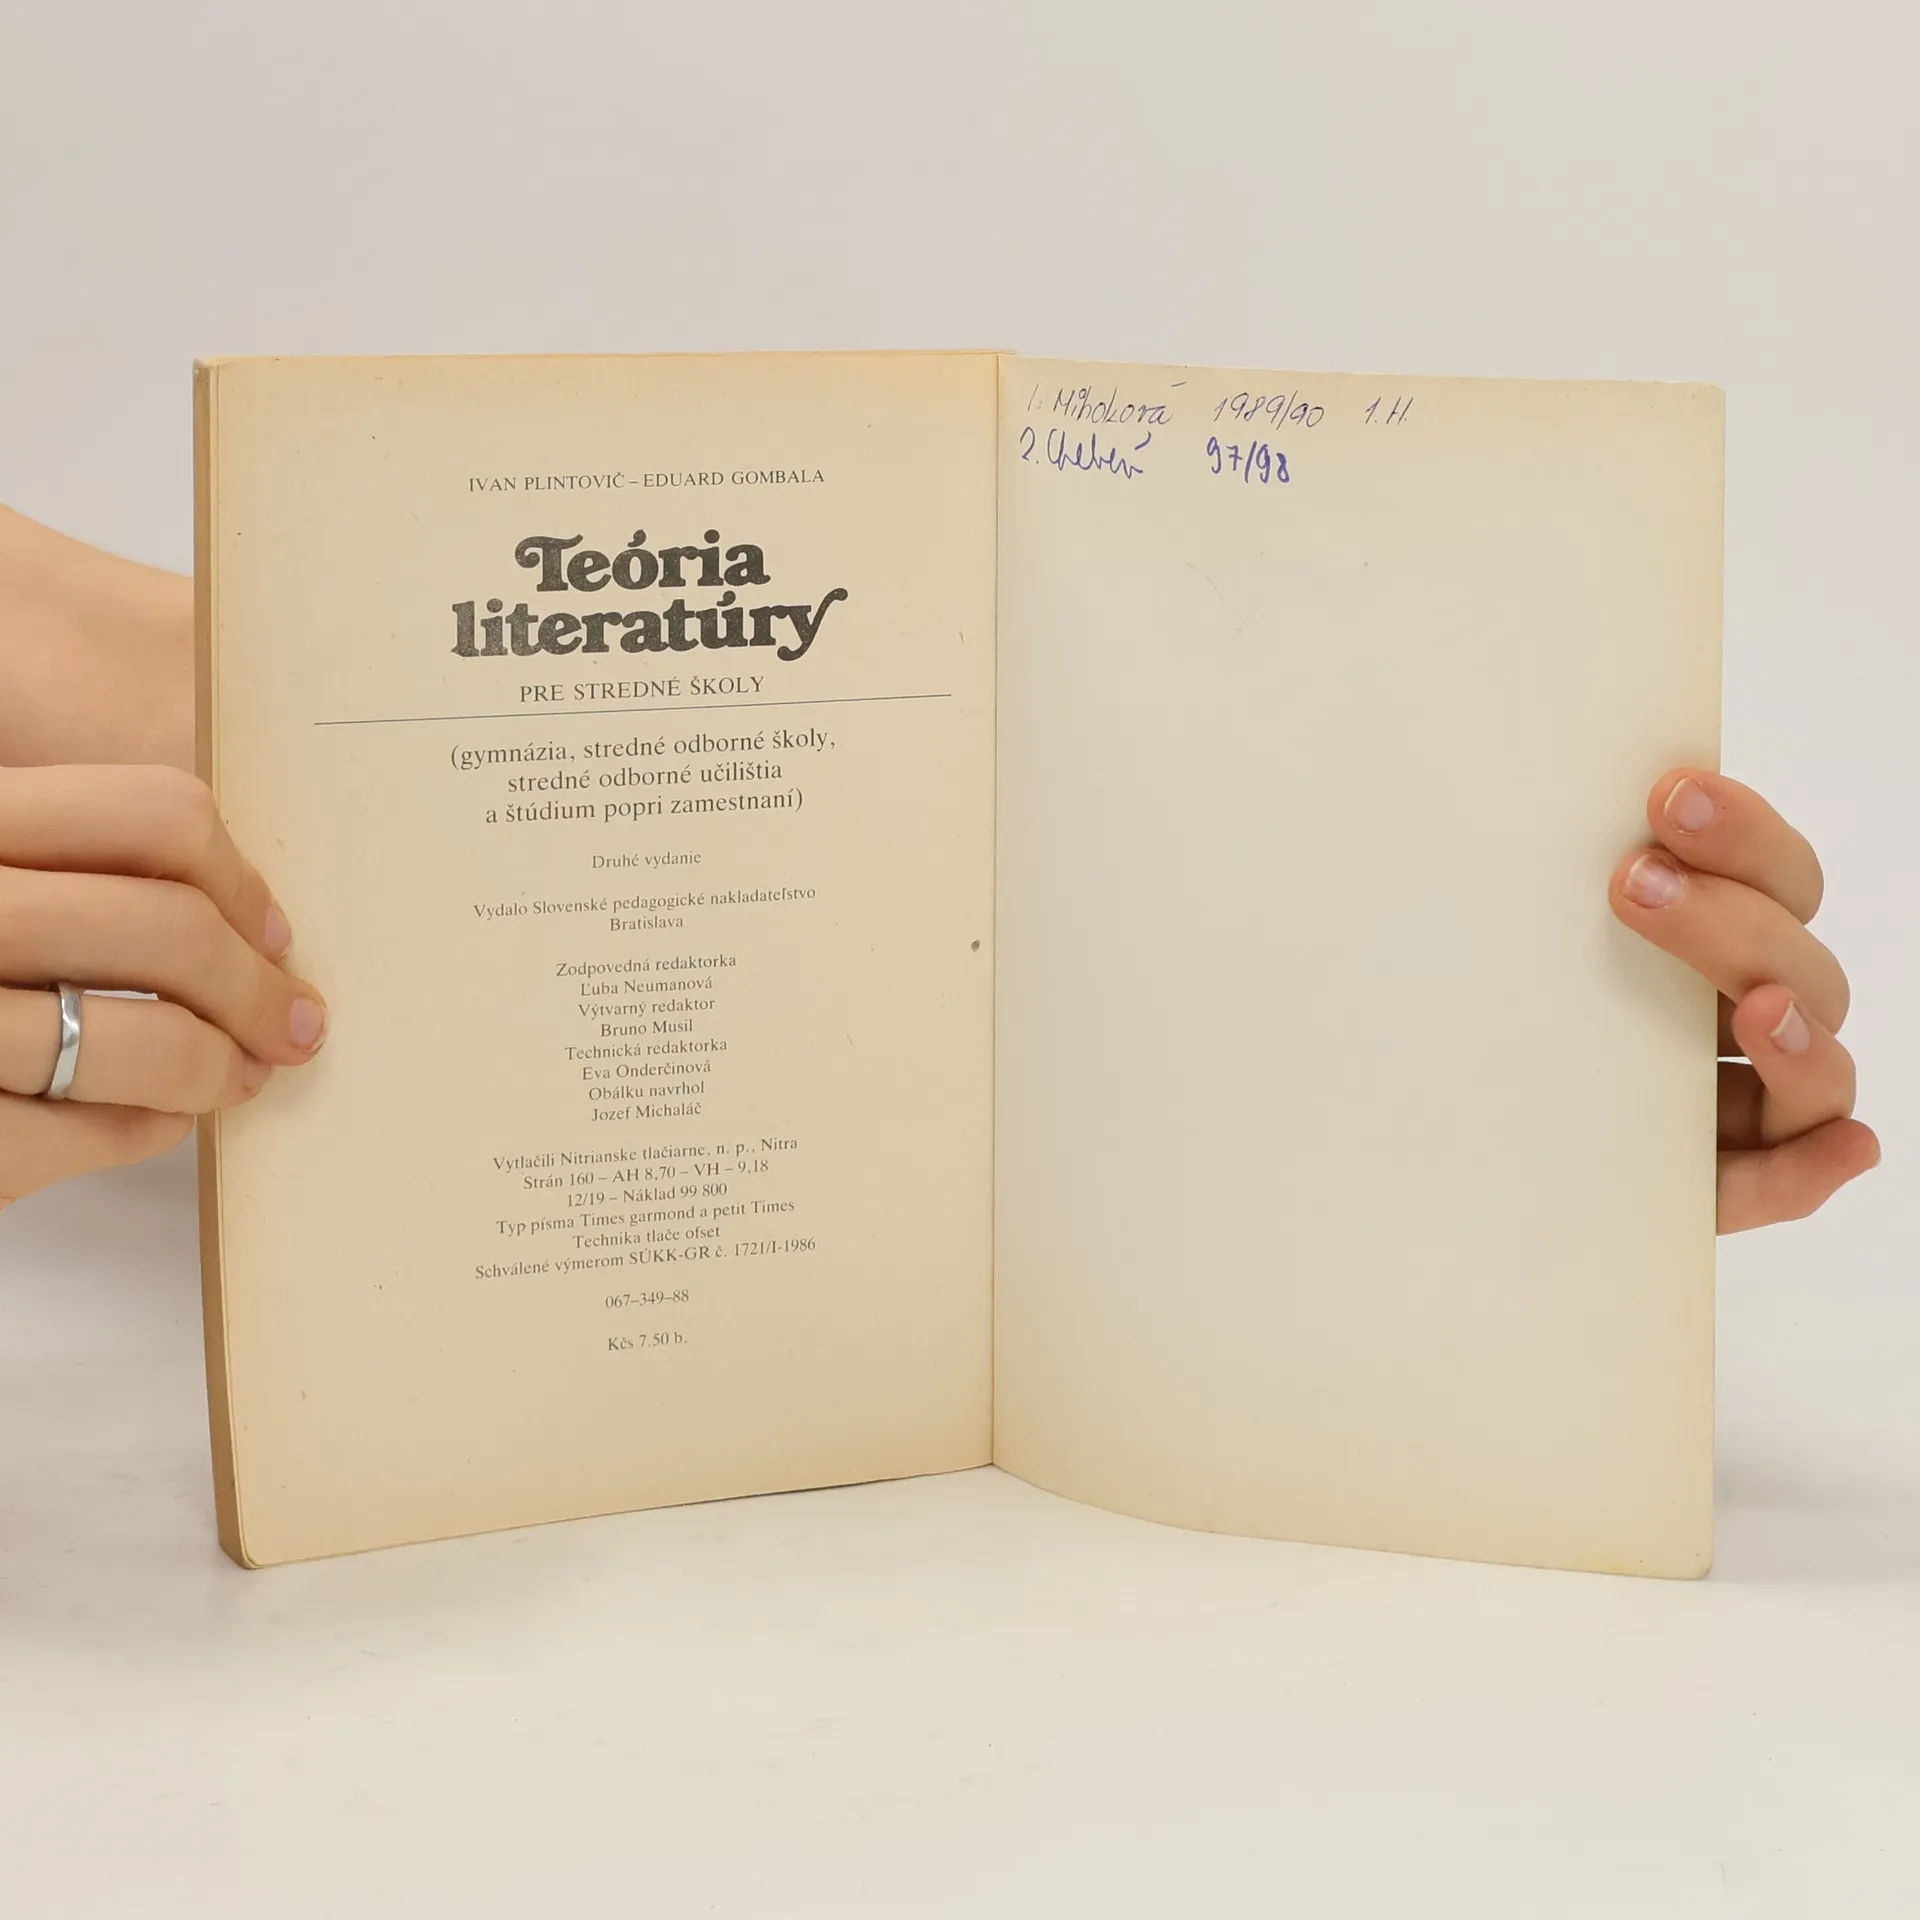 IVAN PLINTOVIČ – EDUARD GOMBALA
Teória
literatúry
PRE STREDNÉ ŠKOLY
(gymnázia, stredné odborné školy,
stredné odborné učilištia
a štúdium popri zamestnaní)
Druhé vydanie
Vydalo Slovenské pedagogické nakladateľstvo
Bratislava
Zodpovedná redaktorka
Ľuba Neumanová
Výtvarný redaktor
Bruno Musil
Technická redaktorka
Eva Onderčinová
Obálku navrhol
Jozef Michaláč
Vytlačili Nitrianske tlačiarne, n. p., Nitra
Strán 160 – AH 8,70 – VH – 9,18
12/19 – Náklad 99 800
Typ písma Times garmond a petit Times
Technika tlače ofset
Schválené výmerom SÚKK-GR č. 1721/I-1986
067–349–88
Kčs 7.50 b.
1. Mihoková 1989/90 1.H.
2. 97/98